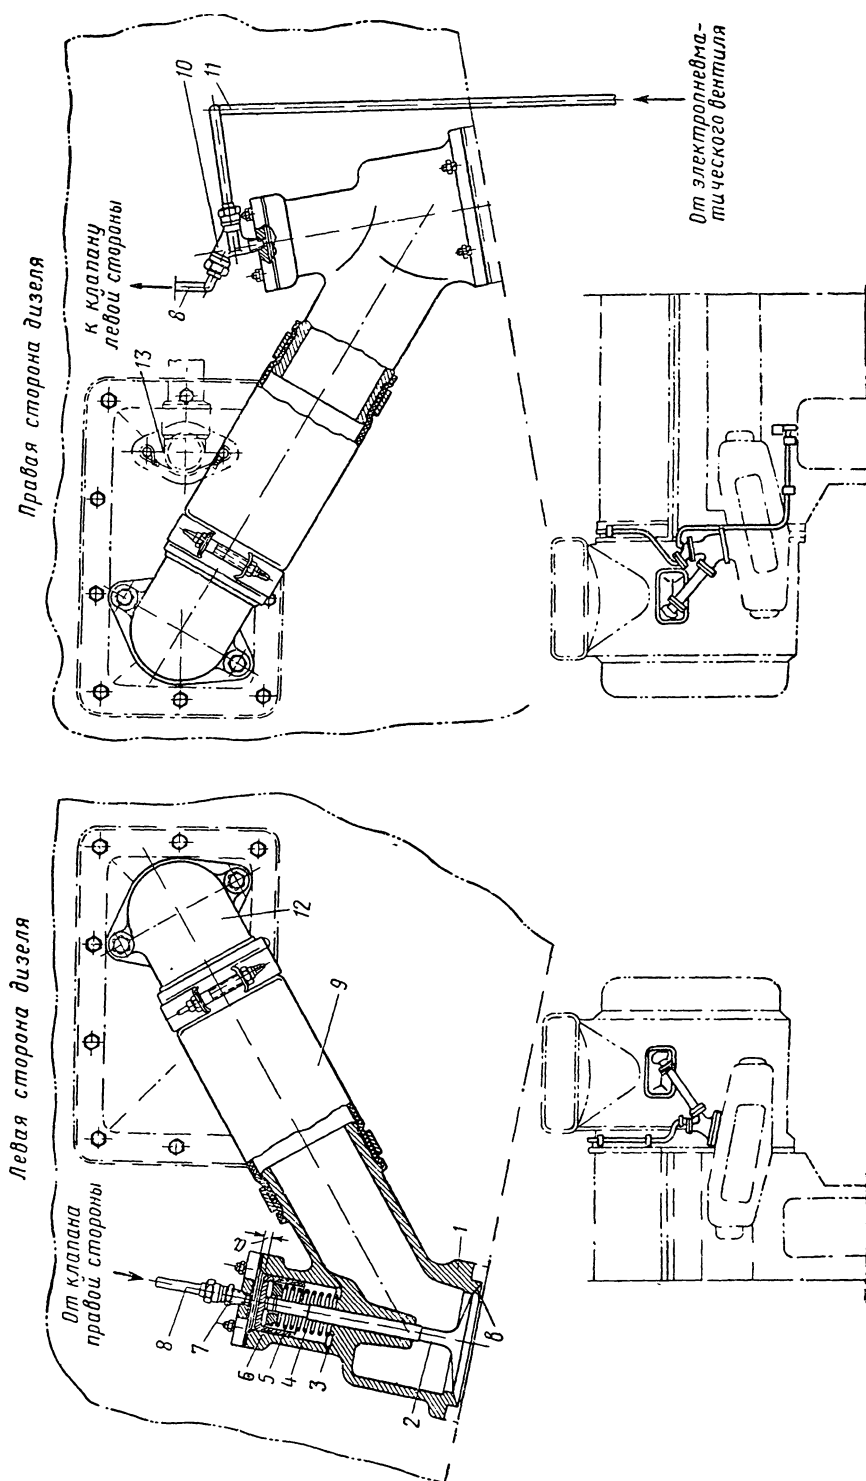 Левая сторона дизеля
От клапана
правой стороны
8
7
б
6
5
4
3
2
1
в
9
12
Правая сторона дизеля
К клапану
левой стороны
8
10
11
13
От электропневма-
тического вентиля